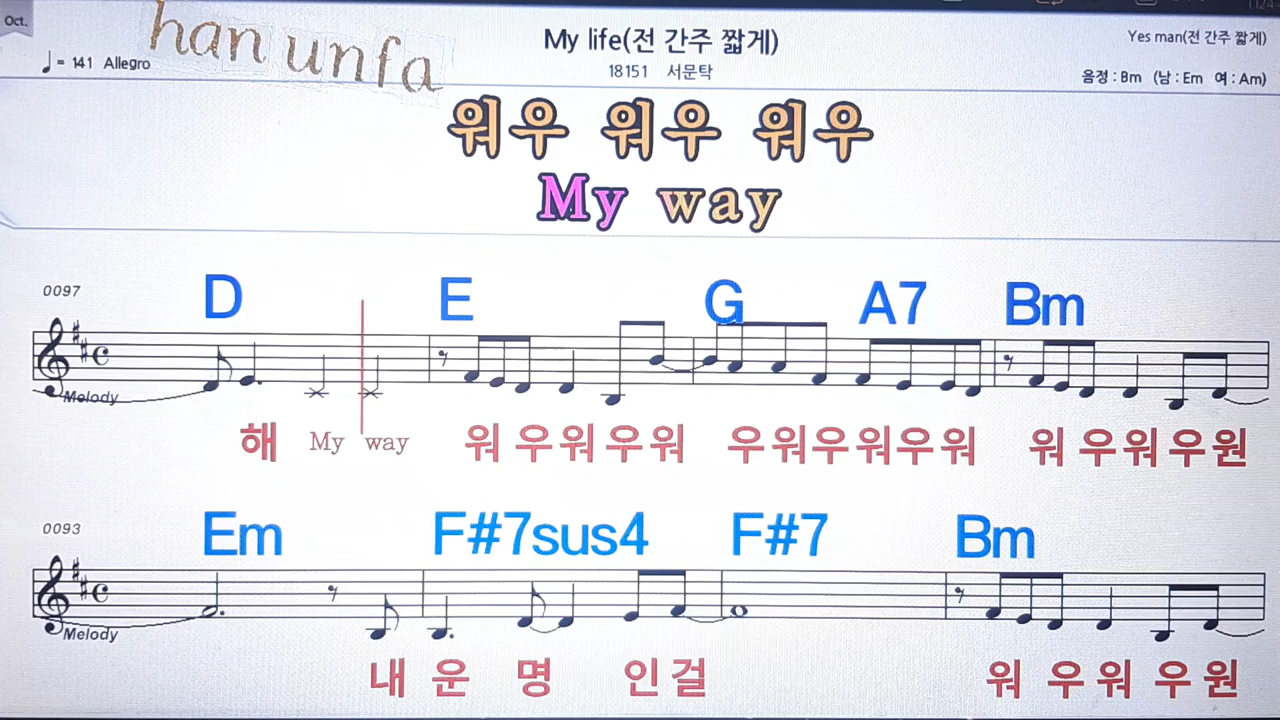 Oct.
han unfa
♩= 141 Allegro
My life(전 간주 짧게)
18151 서문탁
Yes man(전 간주 짧게)
음정 : Bm (남 : Em 여 : Am)
워우 워우 워우
My way
0097
D E G A7 Bm
Melody
해 My way 워 우워 우워 우워우워우워 워 우워 우원
0093
Em F#7sus4 F#7 Bm
Melody
내 운 명 인걸 워 우워 우원